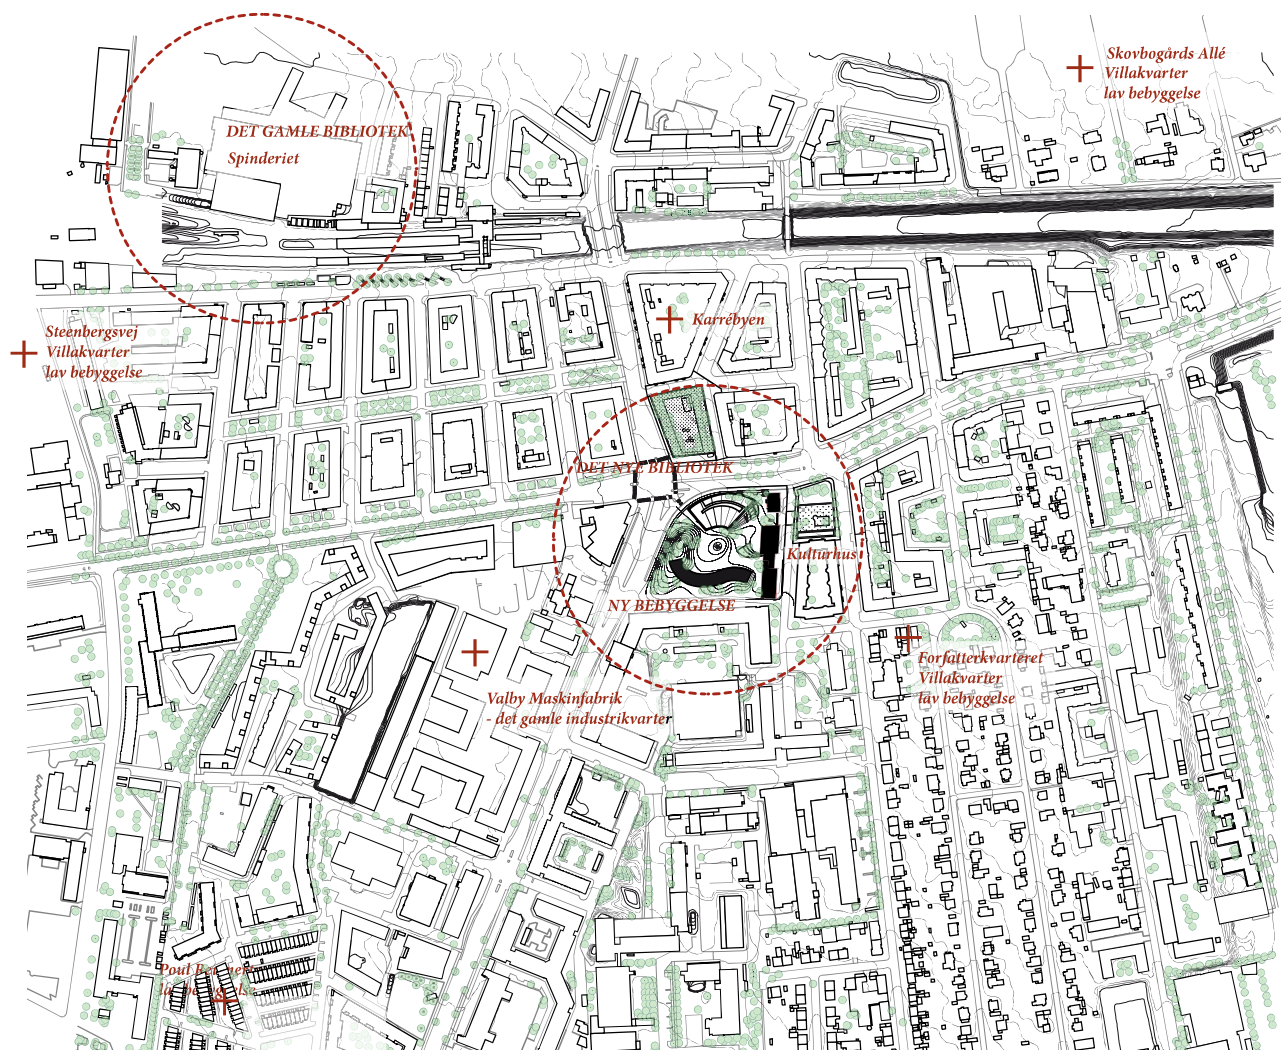 Skovbogårds Allé
Villakvarter
lav bebyggelse
DET GAMLE BIBLIOTEK
Spinderiet
Karrébyen
Steenbergsvej
Villakvarter
lav bebyggelse
DET NYE BIBLIOTEK
Kulturhus
NY BEBYGGELSE
Forfatterkvarteret
Villakvarter
lav bebyggelse
Valby Maskinfabrik
- det gamle industrikvarter
Poul